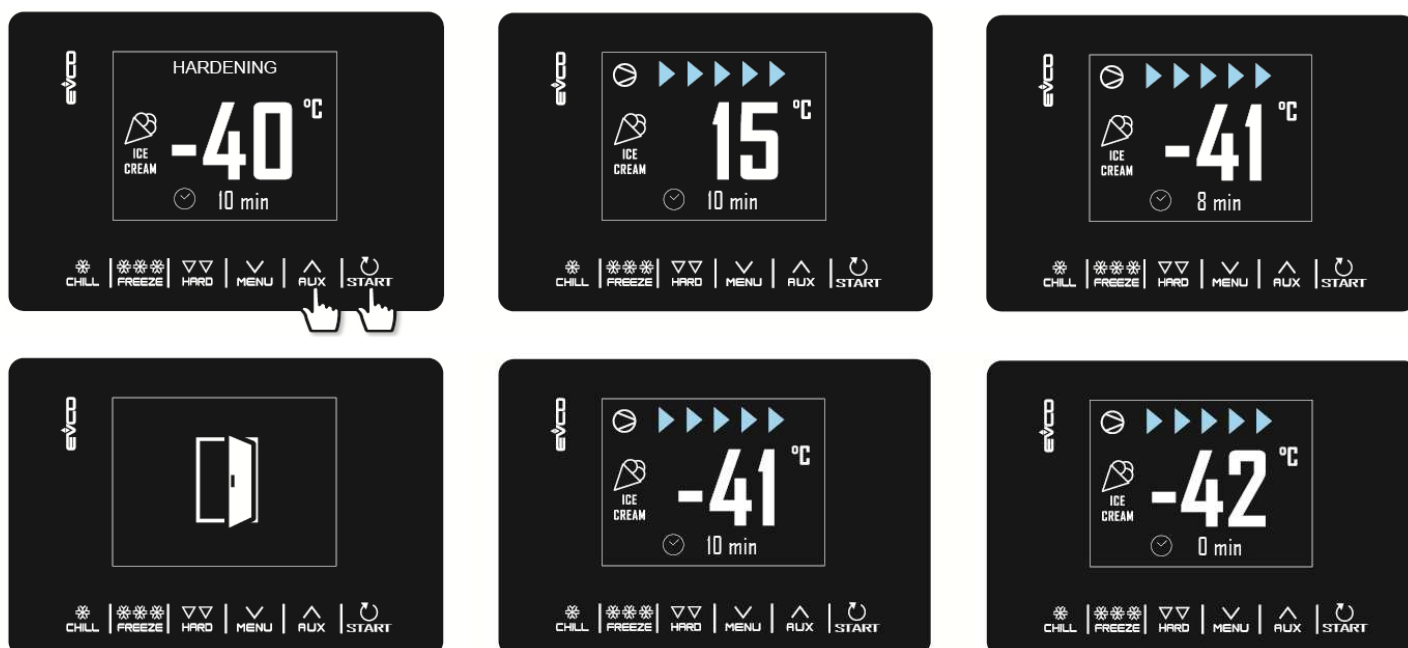 EVCO
HARDENING
-40 °C
ICE
CREAM
10 min
CHILL FREEZE HARD MENU AUX START
EVCO
15 °C
ICE
CREAM
10 min
CHILL FREEZE HARD MENU AUX START
EVCO
-41 °C
ICE
CREAM
8 min
CHILL FREEZE HARD MENU AUX START
EVCO
CHILL FREEZE HARD MENU AUX START
EVCO
-41 °C
ICE
CREAM
10 min
CHILL FREEZE HARD MENU AUX START
EVCO
-42 °C
ICE
CREAM
0 min
CHILL FREEZE HARD MENU AUX START